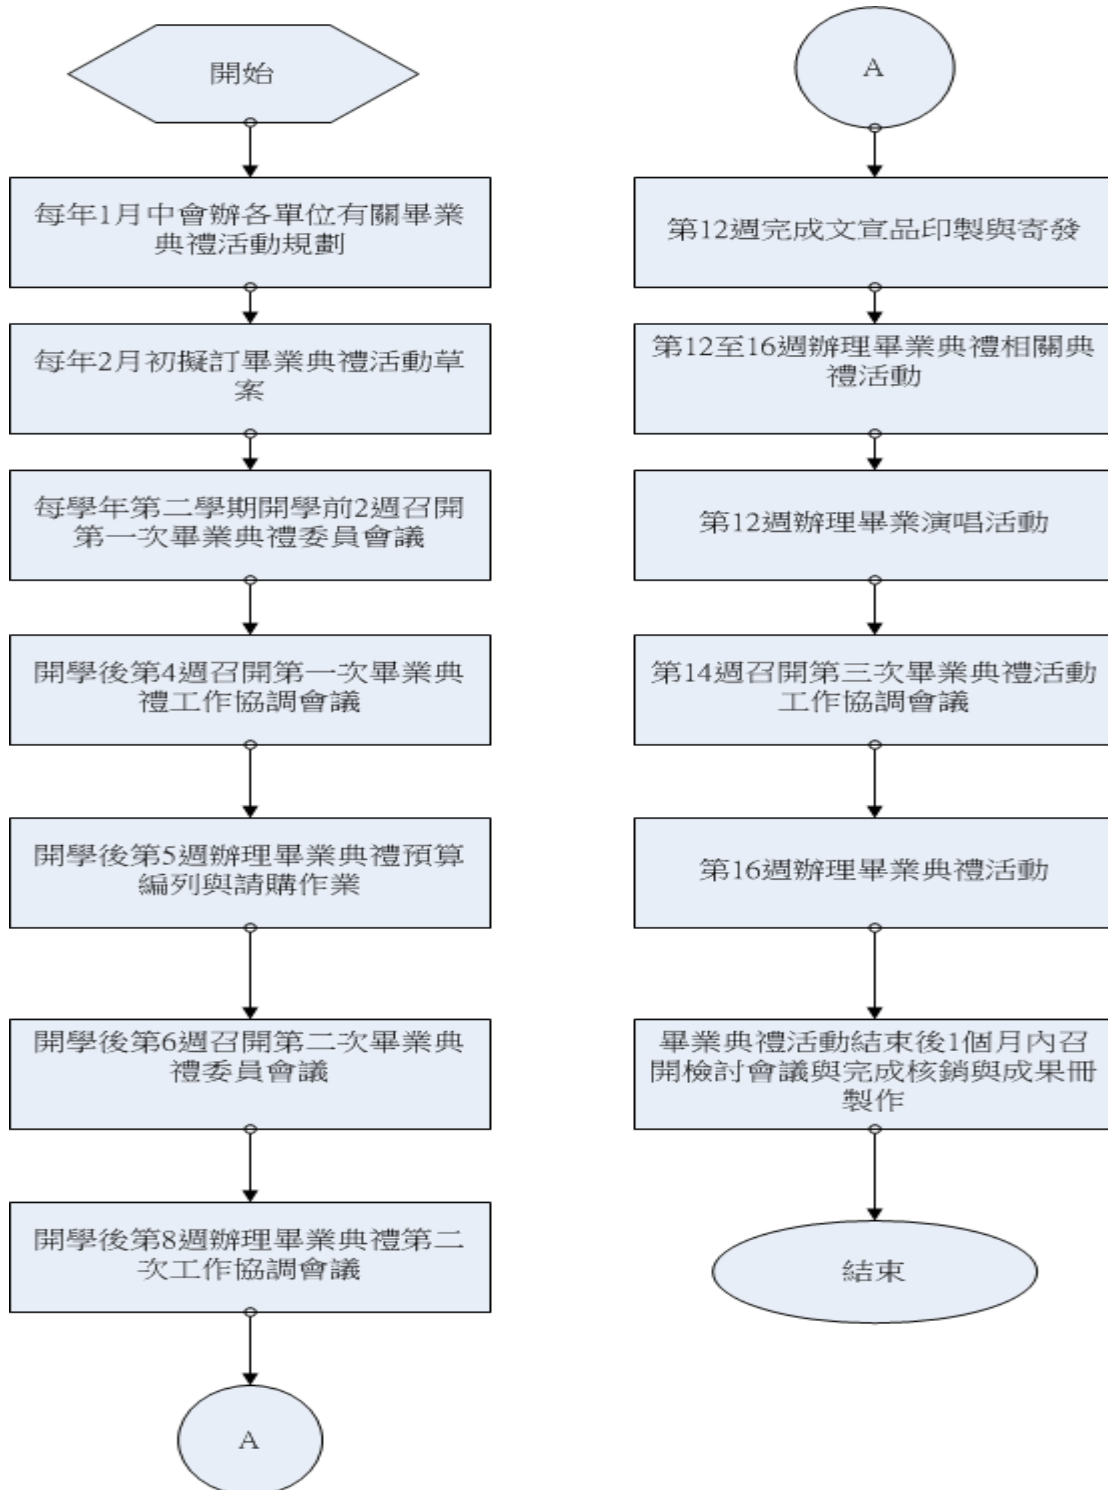 開始
每年1月中會辦各單位有關畢業
典禮活動規劃
每年2月初擬訂畢業典禮活動草
案
每學年第二學期開學前2週召開
第一次畢業典禮委員會議
開學後第4週召開第一次畢業典
禮工作協調會議
開學後第5週辦理畢業典禮預算
編列與請購作業
開學後第6週召開第二次畢業典
禮委員會議
開學後第8週辦理畢業典禮第二
次工作協調會議
A
A
第12週完成文宣品印製與寄發
第12至16週辦理畢業典禮相關典
禮活動
第12週辦理畢業演唱活動
第14週召開第三次畢業典禮活動
工作協調會議
第16週辦理畢業典禮活動
畢業典禮活動結束後1個月內召
開檢討會議與完成核銷與成果冊
製作
結束